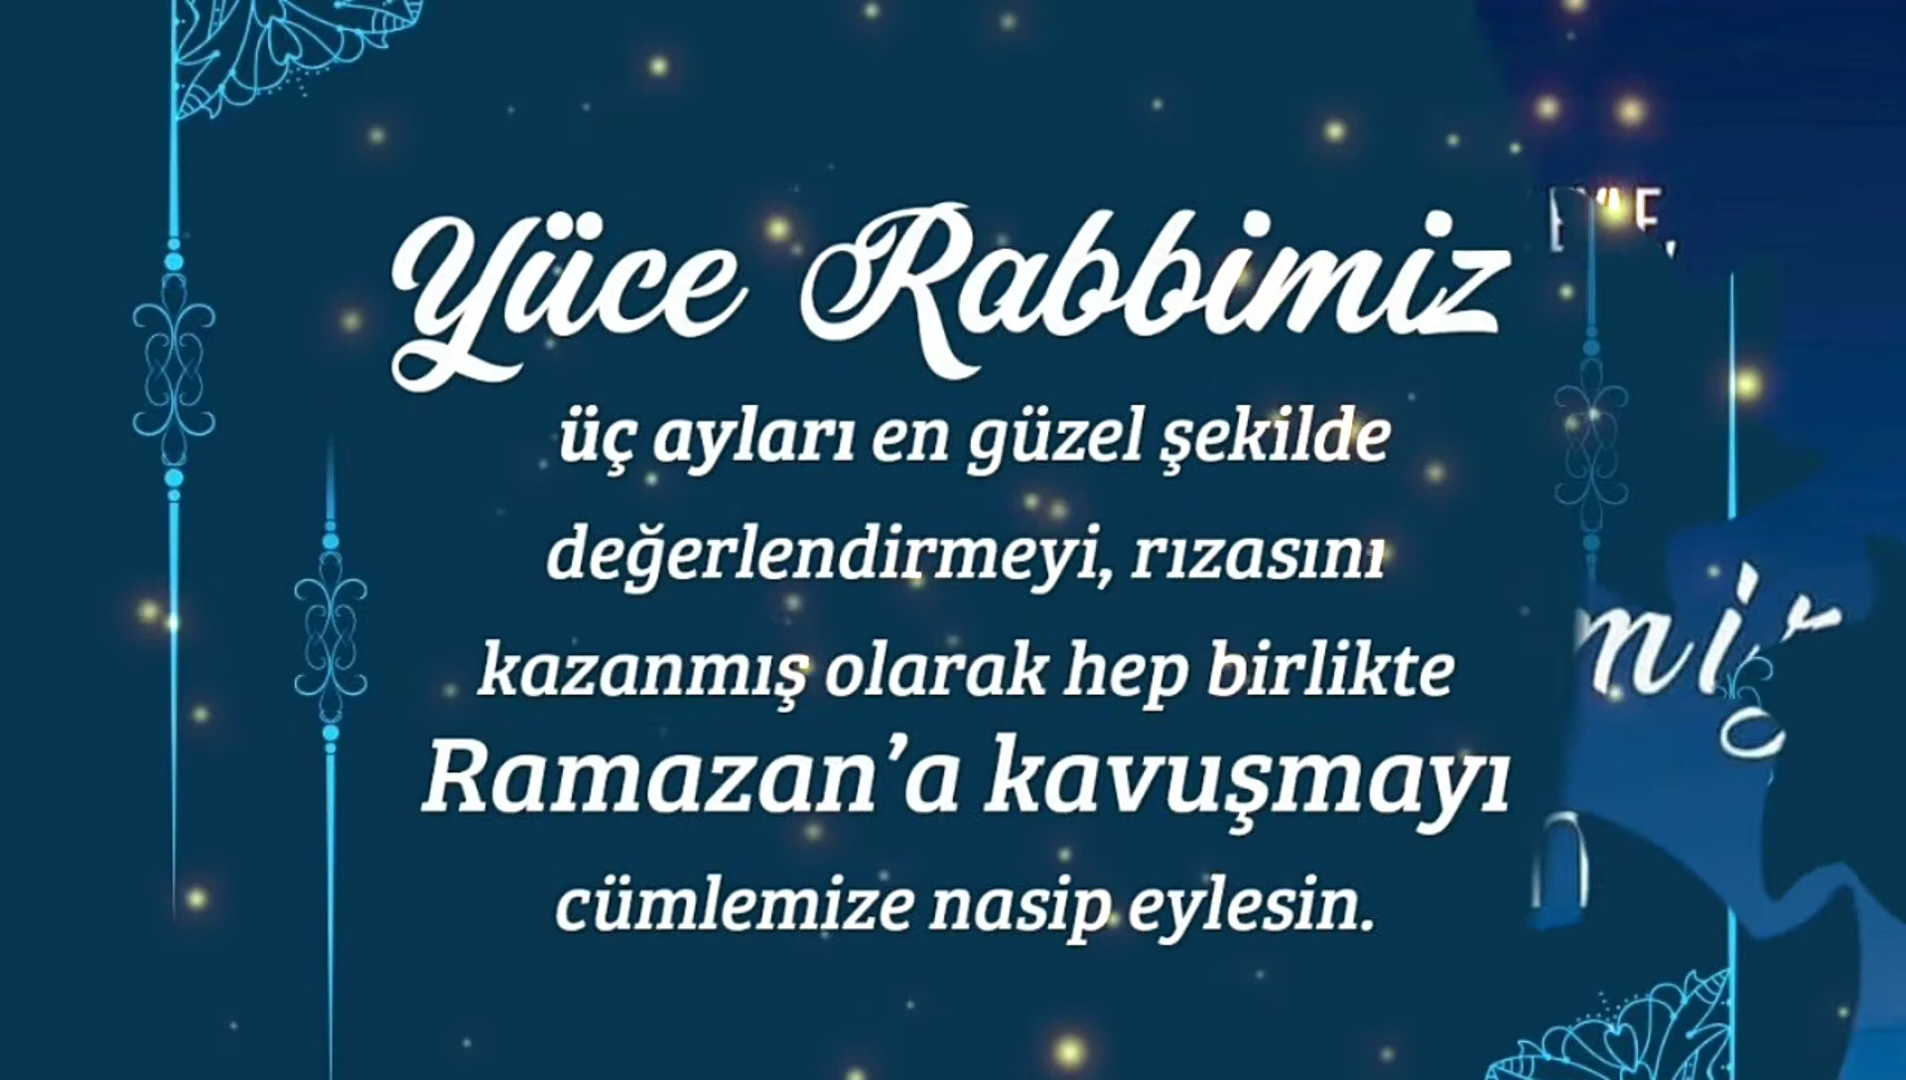 Yüce Rabbimiz
üç ayları en güzel şekilde
değerlendirmeyi, rızasını
kazanmış olarak hep birlikte
Ramazan'a kavuşmayı
cümlemize nasip eylesin.